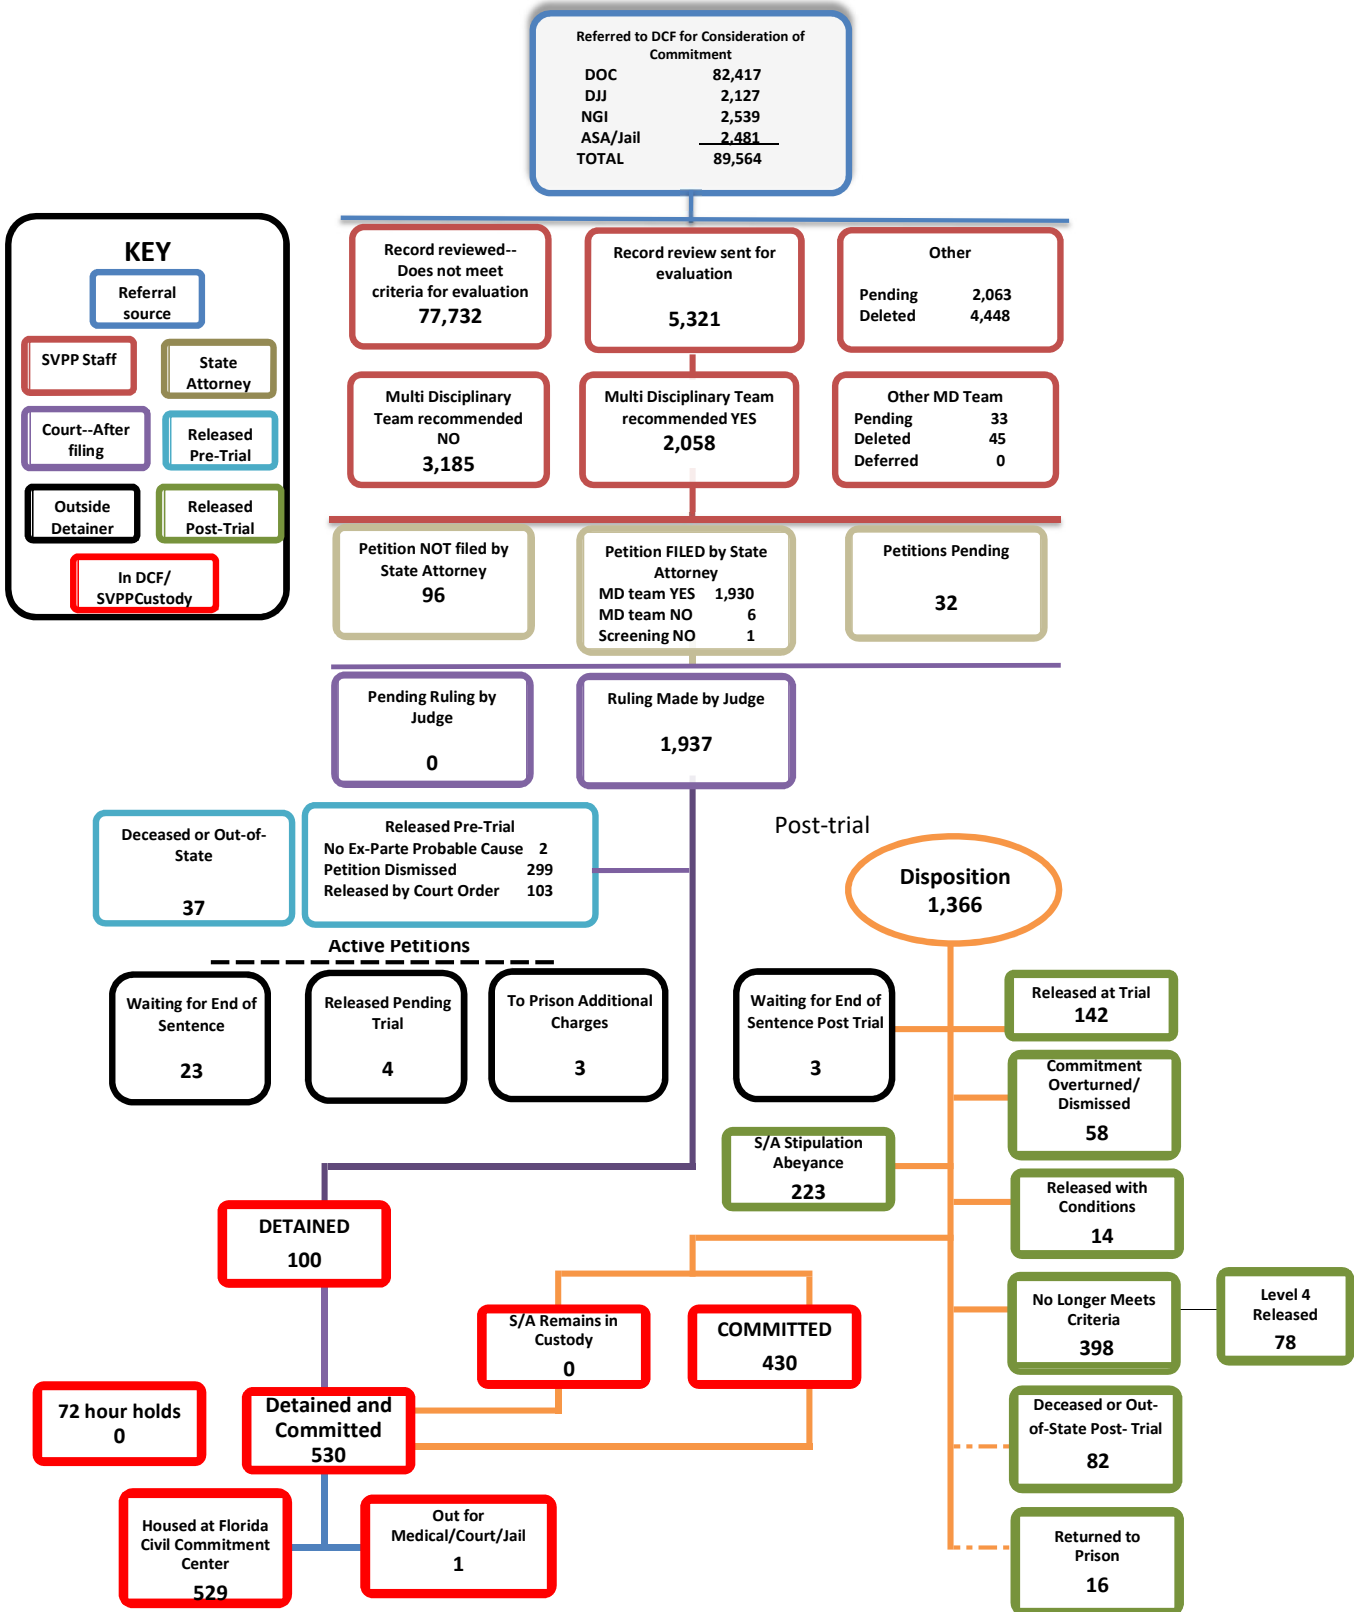 Referred to DCF for Consideration of
Commitment
DOC 82,417
DJJ 2,127
NGI 2,539
ASA/Jail 2,481
TOTAL 89,564
KEY
Referral
source
SVPP Staff
State
Attorney
Court--After
filing
Released
Pre-Trial
Outside
Detainer
Released
Post-Trial
In DCF/
SVPPCustody
Record reviewed--
Does not meet
criteria for evaluation
77,732
Record review sent for
evaluation
5,321
Other
Pending 2,063
Deleted 4,448
Multi Disciplinary
Team recommended
NO
3,185
Multi Disciplinary Team
recommended YES
2,058
Other MD Team
Pending 33
Deleted 45
Deferred 0
Petition NOT filed by
State Attorney
96
Petition FILED by State
Attorney
MD team YES 1,930
MD team NO 6
Screening NO 1
Petitions Pending
32
Pending Ruling by
Judge
0
Ruling Made by Judge
1,937
Deceased or Out-of-
State
37
Released Pre-Trial
No Ex-Parte Probable Cause 2
Petition Dismissed 299
Released by Court Order 103
Post-trial
Disposition
1,366
Active Petitions
Waiting for End of
Sentence
23
Released Pending
Trial
4
To Prison Additional
Charges
3
Waiting for End of
Sentence Post Trial
3
Released at Trial
142
Commitment
Overturned/
Dismissed
58
S/A Stipulation
Abeyance
223
Released with
Conditions
14
DETAINED
100
No Longer Meets
Criteria
398
Level 4
Released
78
S/A Remains in
Custody
0
COMMITTED
430
72 hour holds
0
Detained and
Committed
530
Deceased or Out-
of-State Post- Trial
82
Housed at Florida
Civil Commitment
Center
529
Out for
Medical/Court/Jail
1
Returned to
Prison
16